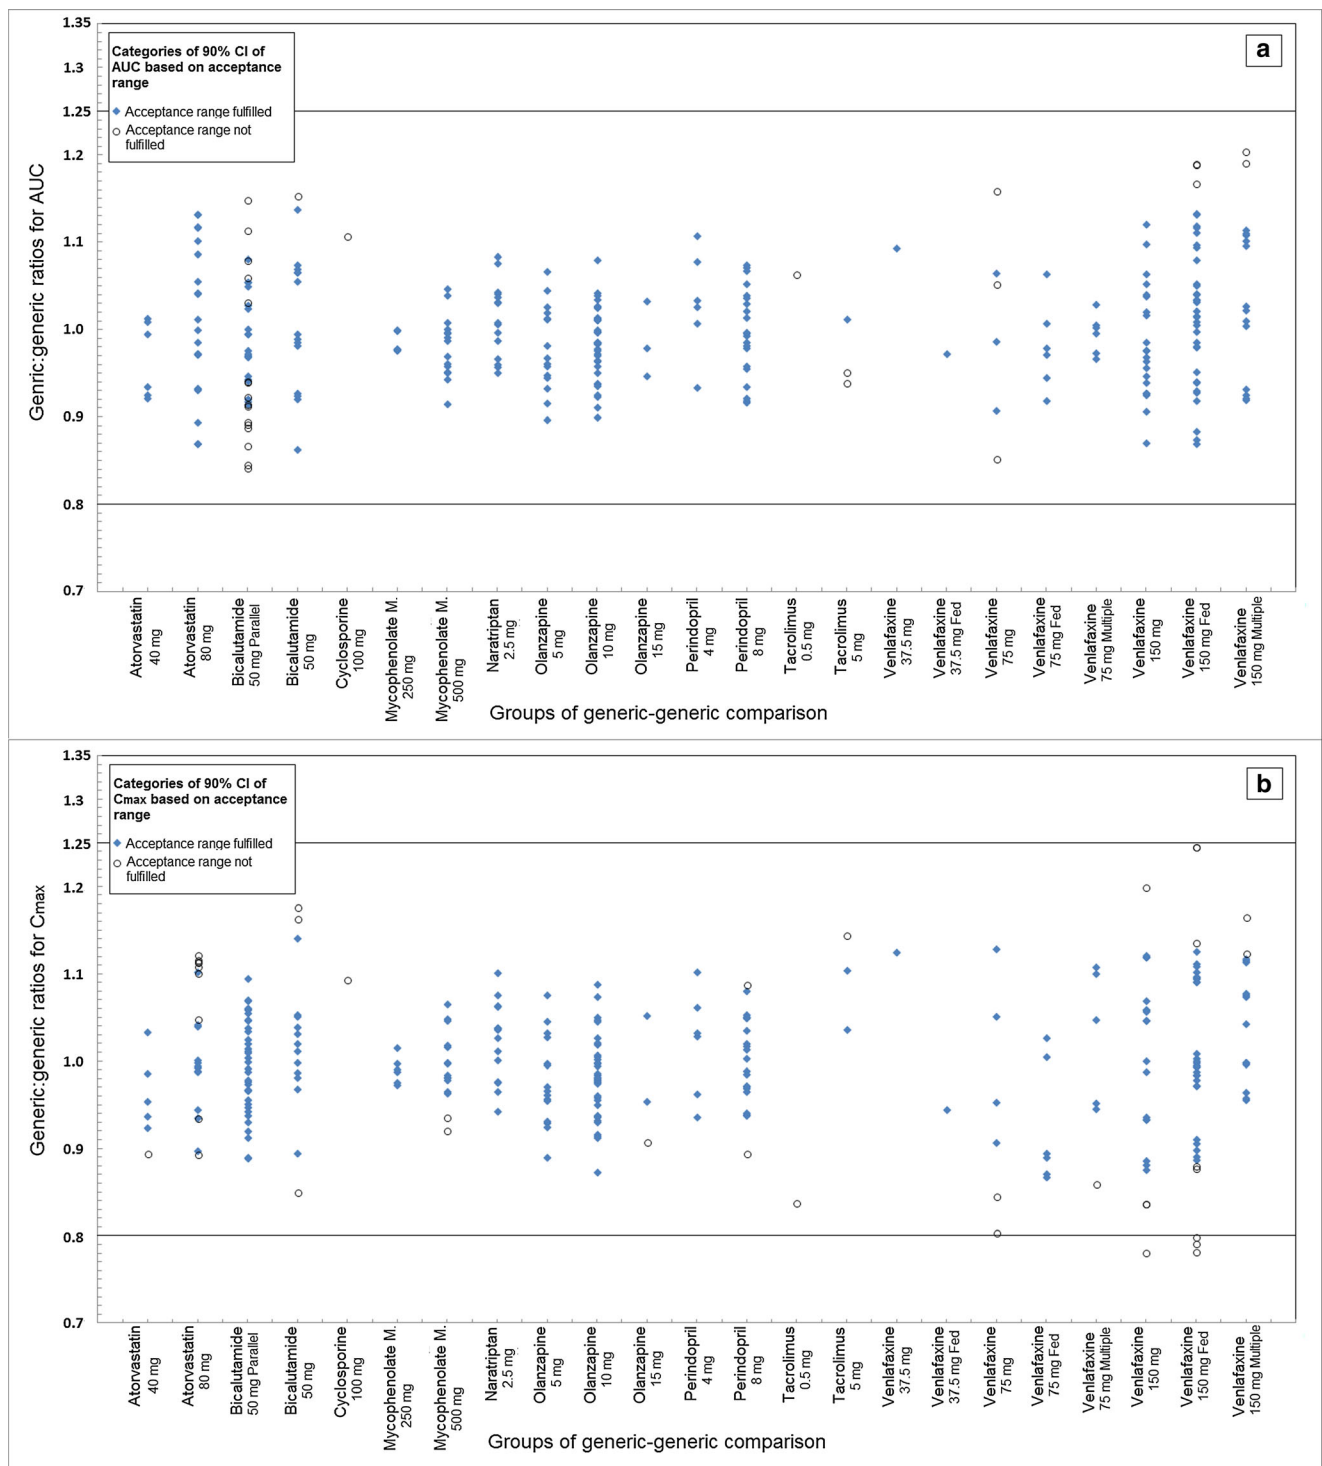 a
Categories of 90% CI of
AUC based on acceptance
range
Acceptance range fulfilled
Acceptance range not
fulfilled
Genric:generic ratios for AUC
1.35
1.3
1.25
1.2
1.1
1.0
0.9
0.8
0.7
Atorvastatin
40 mg
Atorvastatin
80 mg
Bicalutamide
50 mg Parallel
Bicalutamide
50 mg
Cyclosporine
100 mg
Mycophenolate M.
250 mg
Mycophenolate M.
500 mg
Naratriptan
2.5 mg
Olanzapine
5 mg
Olanzapine
10 mg
Olanzapine
15 mg
Perindopril
4 mg
Perindopril
8 mg
Tacrolimus
0.5 mg
Tacrolimus
5 mg
Venlafaxine
37.5 mg
Venlafaxine
37.5 mg Fed
Venlafaxine
75 mg
Venlafaxine
75 mg Fed
Venlafaxine
75 mg Multiple
Venlafaxine
150 mg
Venlafaxine
150 mg Fed
Venlafaxine
150 mg Multiple
Groups of generic-generic comparison
b
Categories of 90% CI of
Cmax based on acceptance
range
Acceptance range fulfilled
Acceptance range not
fulfilled
Generic:generic ratios for Cmax
1.35
1.3
1.25
1.2
1.1
1.0
0.9
0.8
0.7
Atorvastatin
40 mg
Atorvastatin
80 mg
Bicalutamide
50 mg Parallel
Bicalutamide
50 mg
Cyclosporine
100 mg
Mycophenolate M.
250 mg
Mycophenolate M.
500 mg
Naratriptan
2.5 mg
Olanzapine
5 mg
Olanzapine
10 mg
Olanzapine
15 mg
Perindopril
4 mg
Perindopril
8 mg
Tacrolimus
0.5 mg
Tacrolimus
5 mg
Venlafaxine
37.5 mg
Venlafaxine
37.5 mg Fed
Venlafaxine
75 mg
Venlafaxine
75 mg Fed
Venlafaxine
75 mg Multiple
Venlafaxine
150 mg
Venlafaxine
150 mg Fed
Venlafaxine
150 mg Multiple
Groups of generic-generic comparison